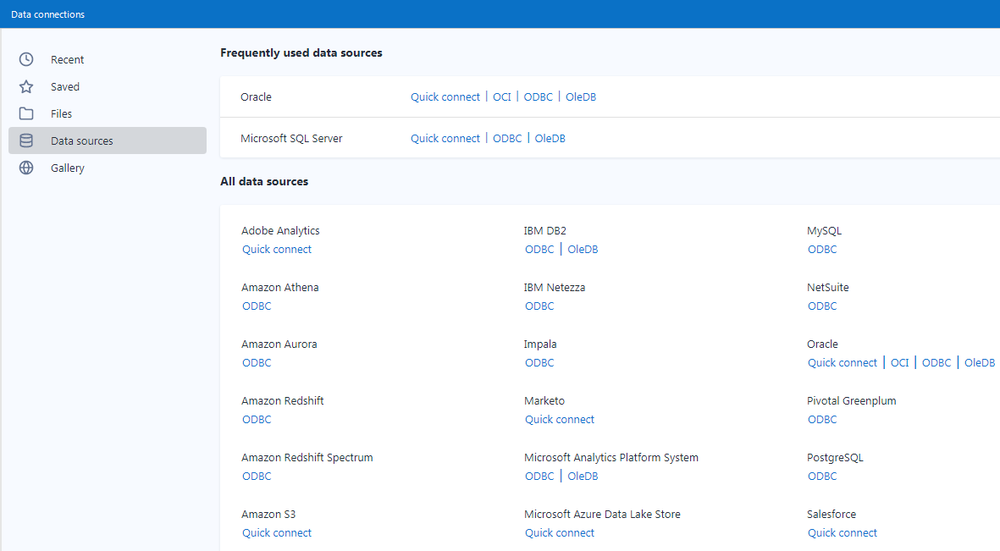 Data connections
Recent
Saved
Files
Data sources
Gallery
Frequently used data sources
Oracle Quick connect | OCI | ODBC | OleDB
Microsoft SQL Server Quick connect | ODBC | OleDB
All data sources
Adobe Analytics IBM DB2 MySQL
Quick connect ODBC | OleDB ODBC
Amazon Athena IBM Netezza NetSuite
ODBC ODBC ODBC
Amazon Aurora Impala Oracle
ODBC ODBC Quick connect | OCI | ODBC | OleDB
Amazon Redshift Marketo Pivotal Greenplum
ODBC Quick connect ODBC
Amazon Redshift Spectrum Microsoft Analytics Platform System PostgreSQL
ODBC ODBC | OleDB ODBC
Amazon S3 Microsoft Azure Data Lake Store Salesforce
Quick connect Quick connect Quick connect